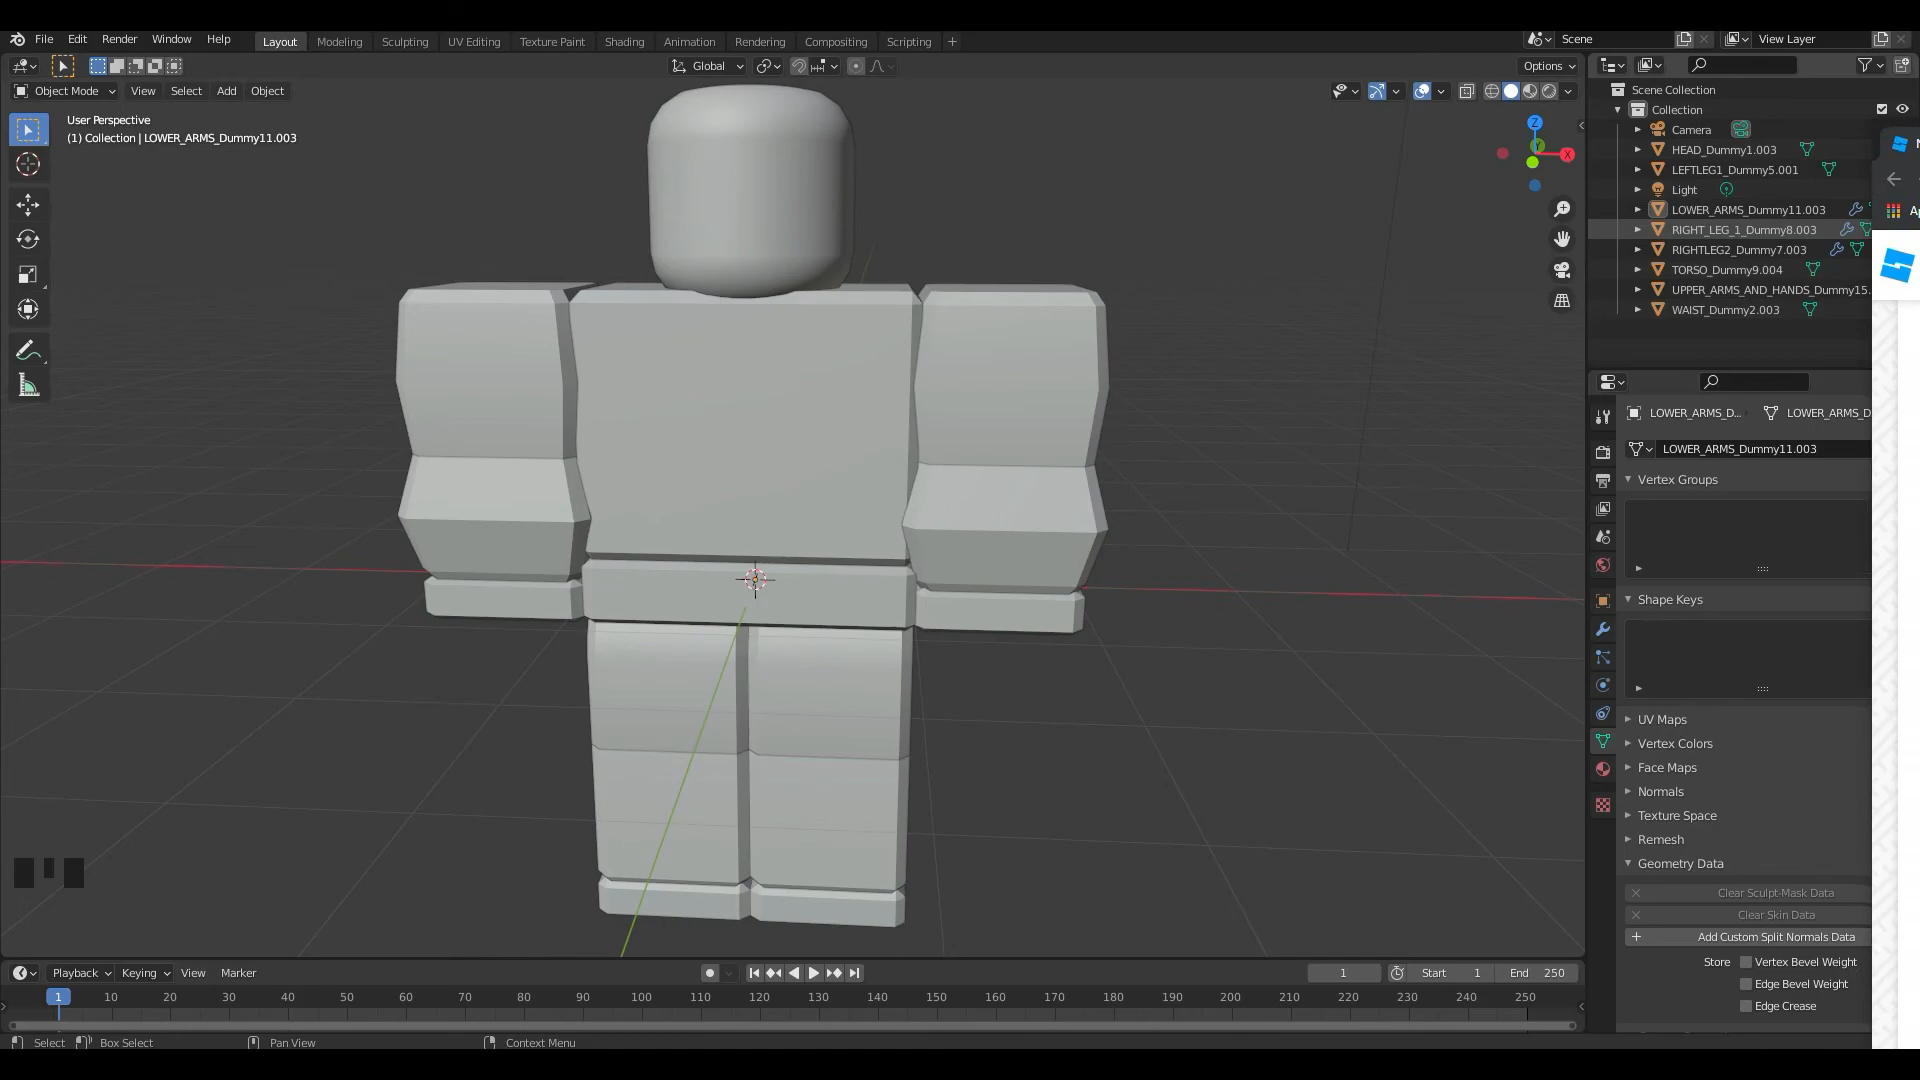 File Edit Render Window Help Layout Modeling Sculpting UV Editing Texture Paint Shading Animation Rendering Compositing Scripting + Scene View Layer
Global Options
Object Mode View Select Add Object
User Perspective
(1) Collection | LOWER_ARMS_Dummy11.003
Z
X
Scene Collection
Collection
Camera
HEAD_Dummy1.003
LEFTLEG1_Dummy5.001
Light
LOWER_ARMS_Dummy11.003
RIGHT_LEG_1_Dummy8.003
RIGHTLEG2_Dummy7.003
TORSO_Dummy9.004
UPPER_ARMS_AND_HANDS_Dummy15.
WAIST_Dummy2.003
LOWER_ARMS_D... LOWER_ARMS_D
LOWER_ARMS_Dummy11.003
Vertex Groups
Shape Keys
UV Maps
Vertex Colors
Face Maps
Normals
Texture Space
Remesh
Geometry Data
Clear Sculpt-Mask Data
Clear Skin Data
Add Custom Split Normals Data
Store Vertex Bevel Weight
Edge Bevel Weight
Edge Crease
Playback Keying View Marker 1 Start 1 End 250
1 10 20 30 40 50 60 70 80 90 100 110 120 130 140 150 160 170 180 190 200 210 220 230 240 250
Select Box Select Pan View Context Menu